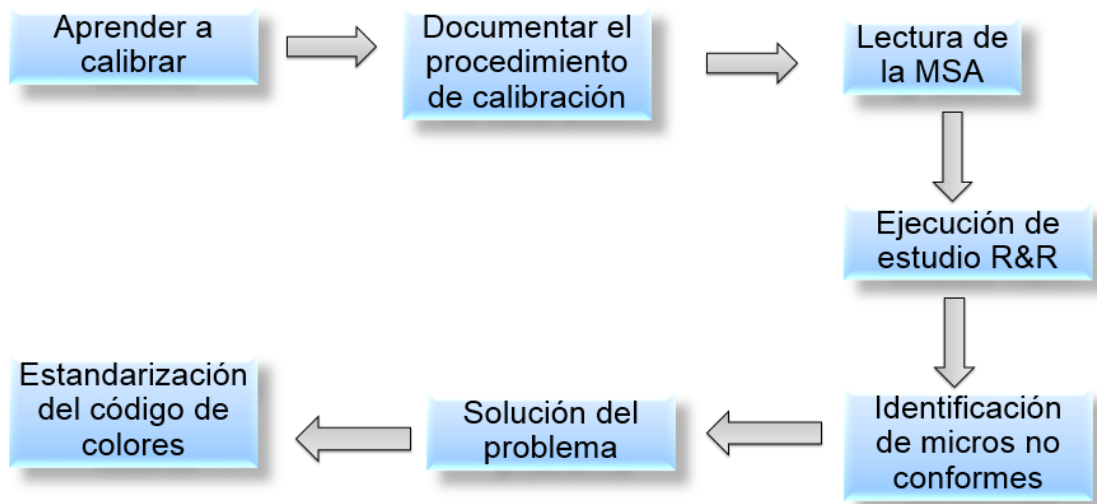 Aprender a
calibrar
Documentar el
procedimiento
de calibración
Lectura de
la MSA
Ejecución de
estudio R&R
Identificación
de micros no
conformes
Solución del
problema
Estandarización
del código de
colores